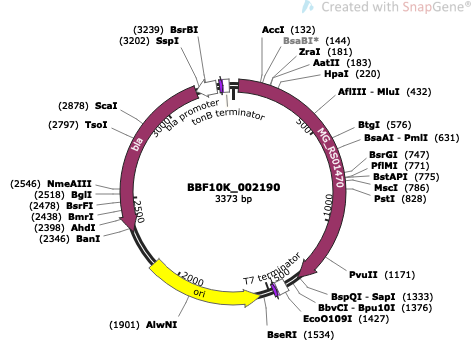 Created with SnapGene®
(3239) BsrBI
(3202) SspI
AccI (132)
BsaBI* (144)
ZraI (181)
AatII (183)
HpaI (220)
AflIII - MluI (432)
BtgI (576)
BsaAI - PmlI (631)
BsrGI (747)
PflMI (771)
BstAPI (775)
MscI (786)
PstI (828)
PvuII (1171)
BspQI - SapI (1333)
BbvCI - Bpu10I (1376)
EcoO109I (1427)
BseRI (1534)
(1901) AlwNI
(2346) BanI
(2398) AhdI
(2438) BmrI
(2478) BsrFI
(2518) BglI
(2546) NmeAIII
(2797) TsoI
(2878) ScaI
bla promoter
tonB terminator
MG_RS01470
T7 terminator
ori
bla
500
1000
1500
2000
2500
3000
BBF10K_002190
3373 bp